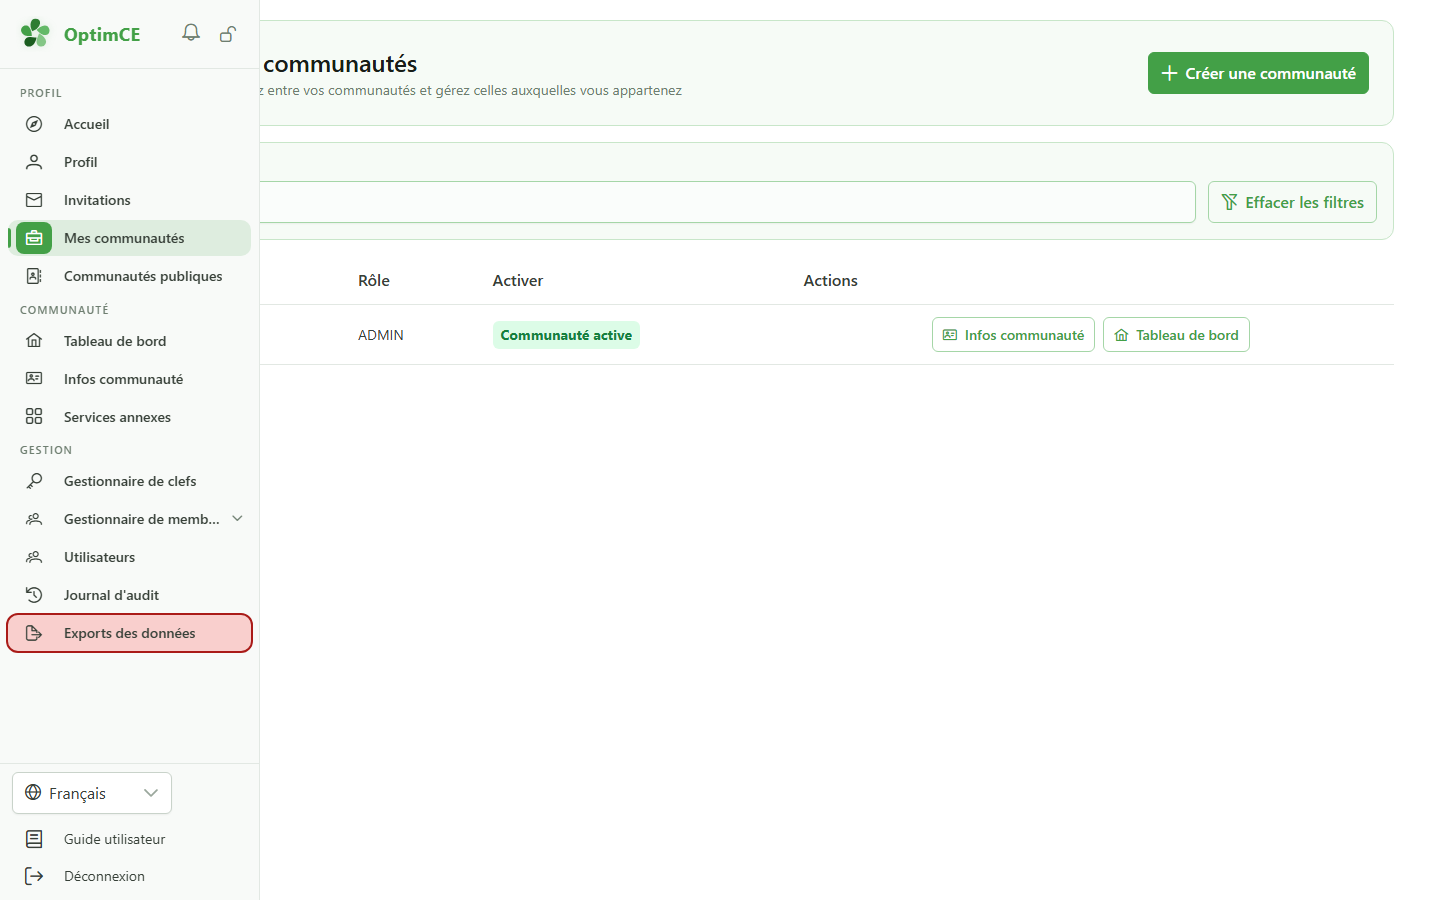 OptimCE
PROFIL
Accueil
Profil
Invitations
Mes communautés
Communautés publiques
COMMUNAUTÉ
Tableau de bord
Infos communauté
Services annexes
GESTION
Gestionnaire de clefs
Gestionnaire de memb...
Utilisateurs
Journal d'audit
Exports des données
Français
Guide utilisateur
Déconnexion
communautés
entre vos communautés et gérez celles auxquelles vous appartenez
Créer une communauté
Effacer les filtres
Rôle Activer Actions
ADMIN Communauté active Infos communauté Tableau de bord